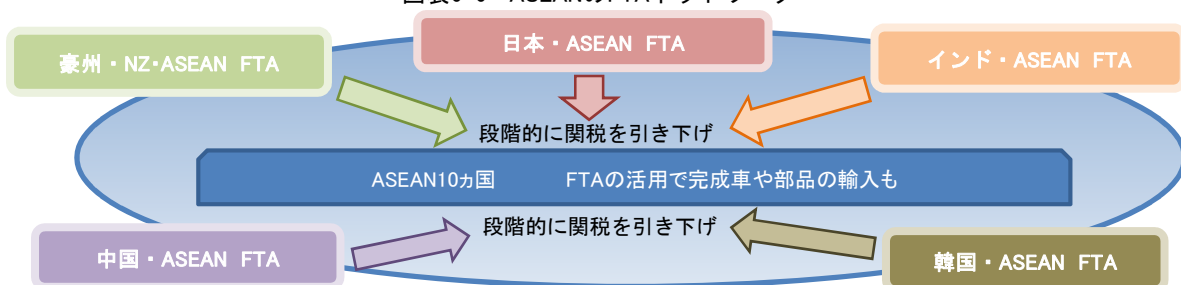 日本・ASEAN FTA
豪州・NZ・ASEAN FTA
インド・ASEAN FTA
段階的に関税を引き下げ
ASEAN10ヵ国 FTAの活用で完成車や部品の輸入も
段階的に関税を引き下げ
中国・ASEAN FTA
韓国・ASEAN FTA